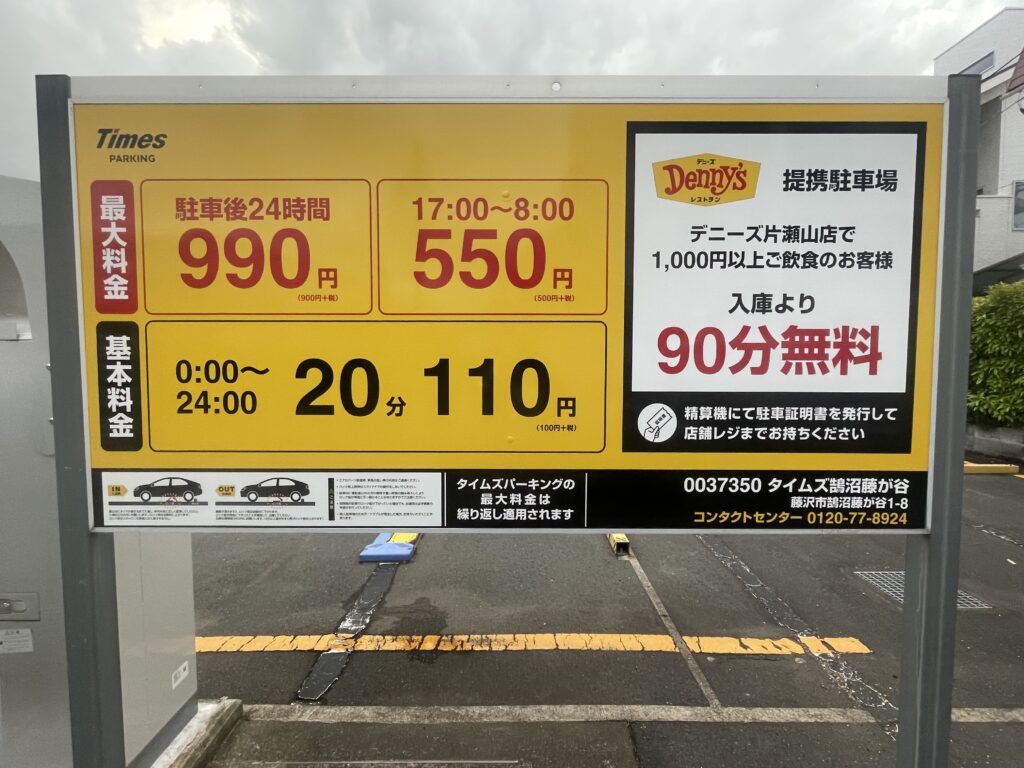 Times
PARKING
最大料金
駐車後24時間
990円
(900円+税)
17:00～8:00
550円
(500円+税)
基本料金
0:00～
24:00
20分 110円
(100円+税)
デニーズ
Denny's
レストラン
提携駐車場
デニーズ片瀬山店で
1,000円以上ご飲食のお客様
入庫より
90分無料
精算機にて駐車証明書を発行して
店舗レジまでお持ちください
IN
OUT
タイムズパーキングの
最大料金は
繰り返し適用されます
0037350 タイムズ鵠沼藤が谷
藤沢市鵠沼藤が谷1-8
コンタクトセンター 0120-77-8924